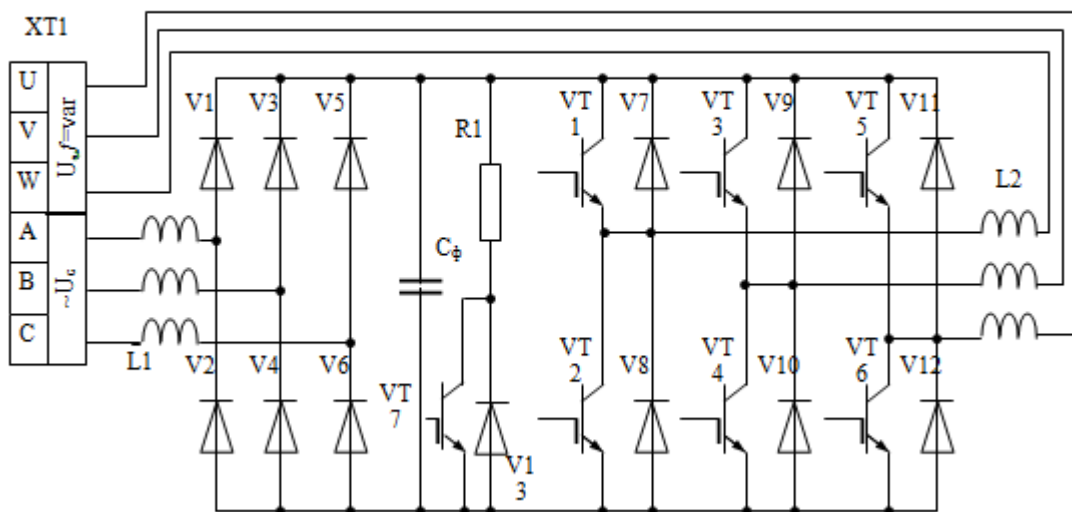 XT1
U
V
W
U,f=var
A
B
C
~Uc
L1
V1
V3
V5
V2
V4
V6
R1
Cф
VT
7
V1
3
VT
1
V7
VT
3
V9
VT
5
V11
L2
VT
2
V8
VT
4
V10
VT
6
V12